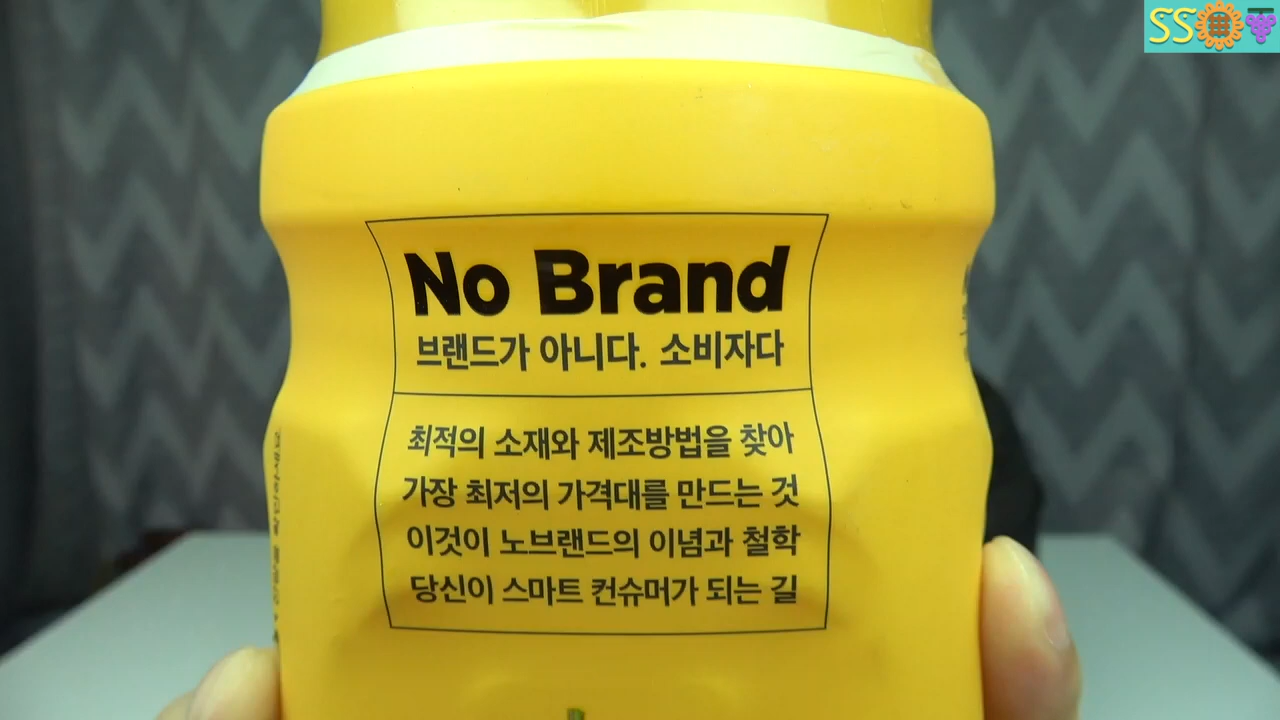 SS
No Brand
브랜드가 아니다. 소비자다
최적의 소재와 제조방법을 찾아
가장 최저의 가격대를 만드는 것
이것이 노브랜드의 이념과 철학
당신이 스마트 컨슈머가 되는 길